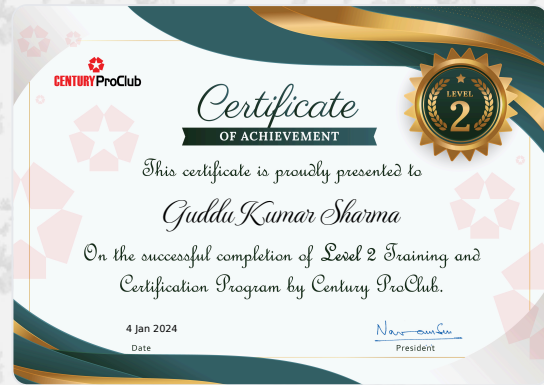 CENTURY ProClub
Certificate
OF ACHIEVEMENT
LEVEL
2
This certificate is proudly presented to
Guddu Kumar Sharma
On the successful completion of Level 2 Training and
Certification Program by Century ProClub.
4 Jan 2024
Date
President